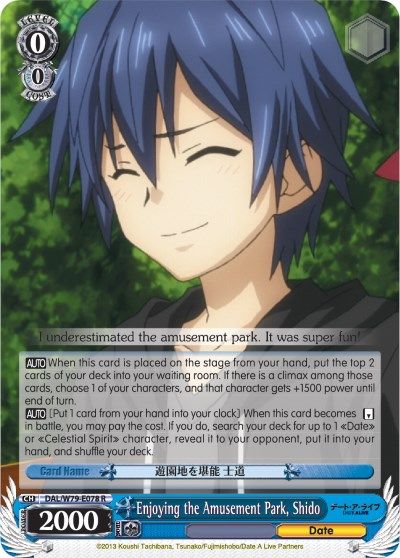 LEVEL
0
0
COST
I underestimated the amusement park. It was super fun!
AUTO When this card is placed on the stage from your hand, put the top 2
cards of your deck into your waiting room. If there is a climax among those
cards, choose 1 of your characters, and that character gets +1500 power until
end of turn.
AUTO [Put 1 card from your hand into your clock] When this card becomes
in battle, you may pay the cost. If you do, search your deck for up to 1 «Date»
or «Celestial Spirit» character, reveal it to your opponent, put it into your
hand, and shuffle your deck.
Card Name 遊園地を堪能 士道
CH DAL/W79-E078 R
Enjoying the Amusement Park, Shido
デート・ア・ライブ
DATE A LIVE
POWER
2000
Date
©2013 Koushi Tachibana, Tsunako/Fujimishobo/Date A Live Partners